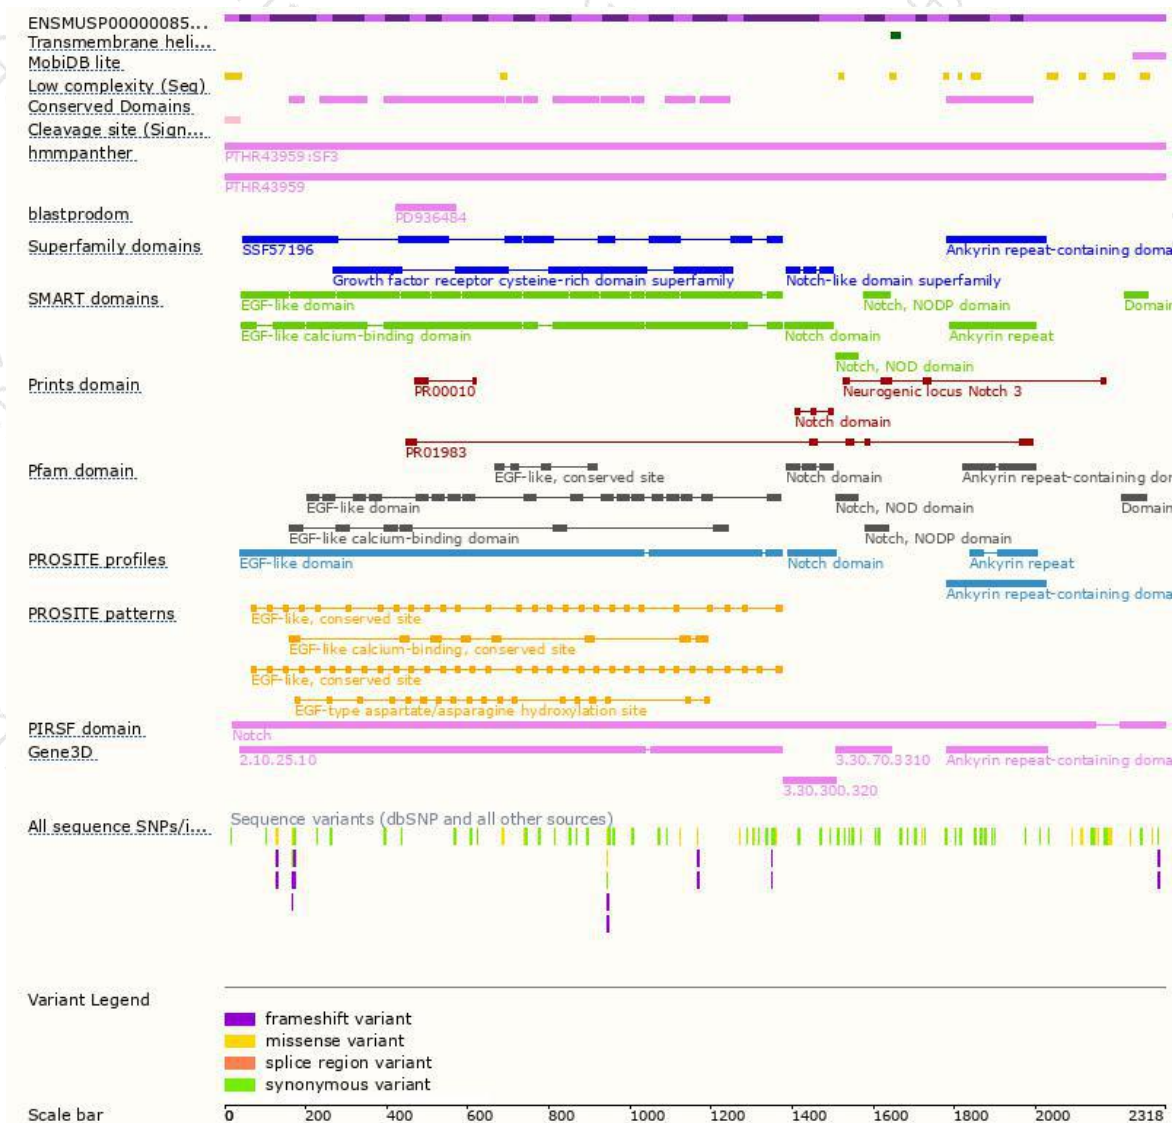 ENSMUSP00000085...
Transmembrane heli...
MobiDB lite
Low complexity (Seg)
Conserved Domains
Cleavage site (Sign...
hmmpanther
PTHR43959:SF3
PTHR43959
blastprodom
PD936484
Superfamily domains
SSF57196 Ankyrin repeat-containing doma
Growth factor receptor cysteine-rich domain superfamily Notch-like domain superfamily
SMART domains
EGF-like domain Notch, NODP domain Domain
EGF-like calcium-binding domain Notch domain Ankyrin repeat
Notch, NOD domain
Prints domain
PR00010 Neurogenic locus Notch 3
Notch domain
PR01983
Pfam domain
EGF-like, conserved site Notch domain Ankyrin repeat-containing dor
EGF-like domain Notch, NOD domain Domain
EGF-like calcium-binding domain Notch, NODP domain
PROSITE profiles
EGF-like domain Notch domain Ankyrin repeat
Ankyrin repeat-containing doma
PROSITE patterns
EGF-like, conserved site
EGF-like calcium-binding, conserved site
EGF-like, conserved site
EGF-type aspartate/asparagine hydroxylation site
PIRSF domain
Notch
Gene3D
2.10.25.10 3.30.70.3310 Ankyrin repeat-containing doma
3.30.300.320
All sequence SNPs/i...
Sequence variants (dbSNP and all other sources)
Variant Legend
frameshift variant
missense variant
splice region variant
synonymous variant
Scale bar
0 200 400 600 800 1000 1200 1400 1600 1800 2000 2318